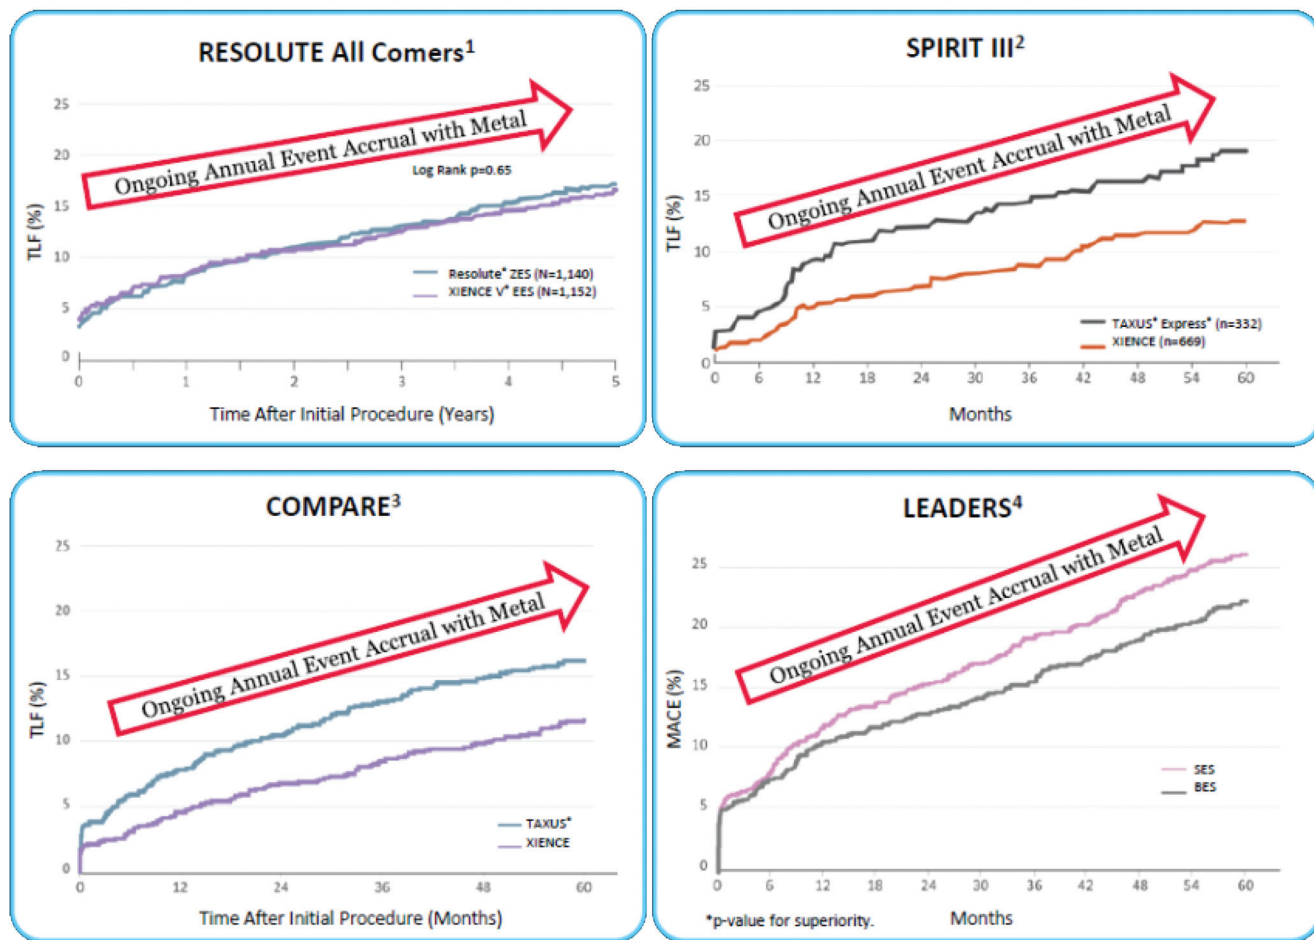 RESOLUTE All Comers¹
25
20
15
10
5
0
TLF (%)
Ongoing Annual Event Accrual with Metal
Log Rank p=0.65
Resolute* ZES (N=1,140)
XIENCE V* EES (N=1,152)
0 1 2 3 4 5
Time After Initial Procedure (Years)
SPIRIT III²
25
20
15
10
5
0
TLF (%)
Ongoing Annual Event Accrual with Metal
TAXUS* Express* (n=332)
XIENCE (n=669)
0 6 12 18 24 30 36 42 48 54 60
Months
COMPARE³
25
20
15
10
5
0
TLF (%)
Ongoing Annual Event Accrual with Metal
TAXUS*
XIENCE
0 12 24 36 48 60
Time After Initial Procedure (Months)
LEADERS⁴
25
20
15
10
5
0
MACE (%)
Ongoing Annual Event Accrual with Metal
SES
BES
0 6 12 18 24 30 36 42 48 54 60
*p-value for superiority.
Months